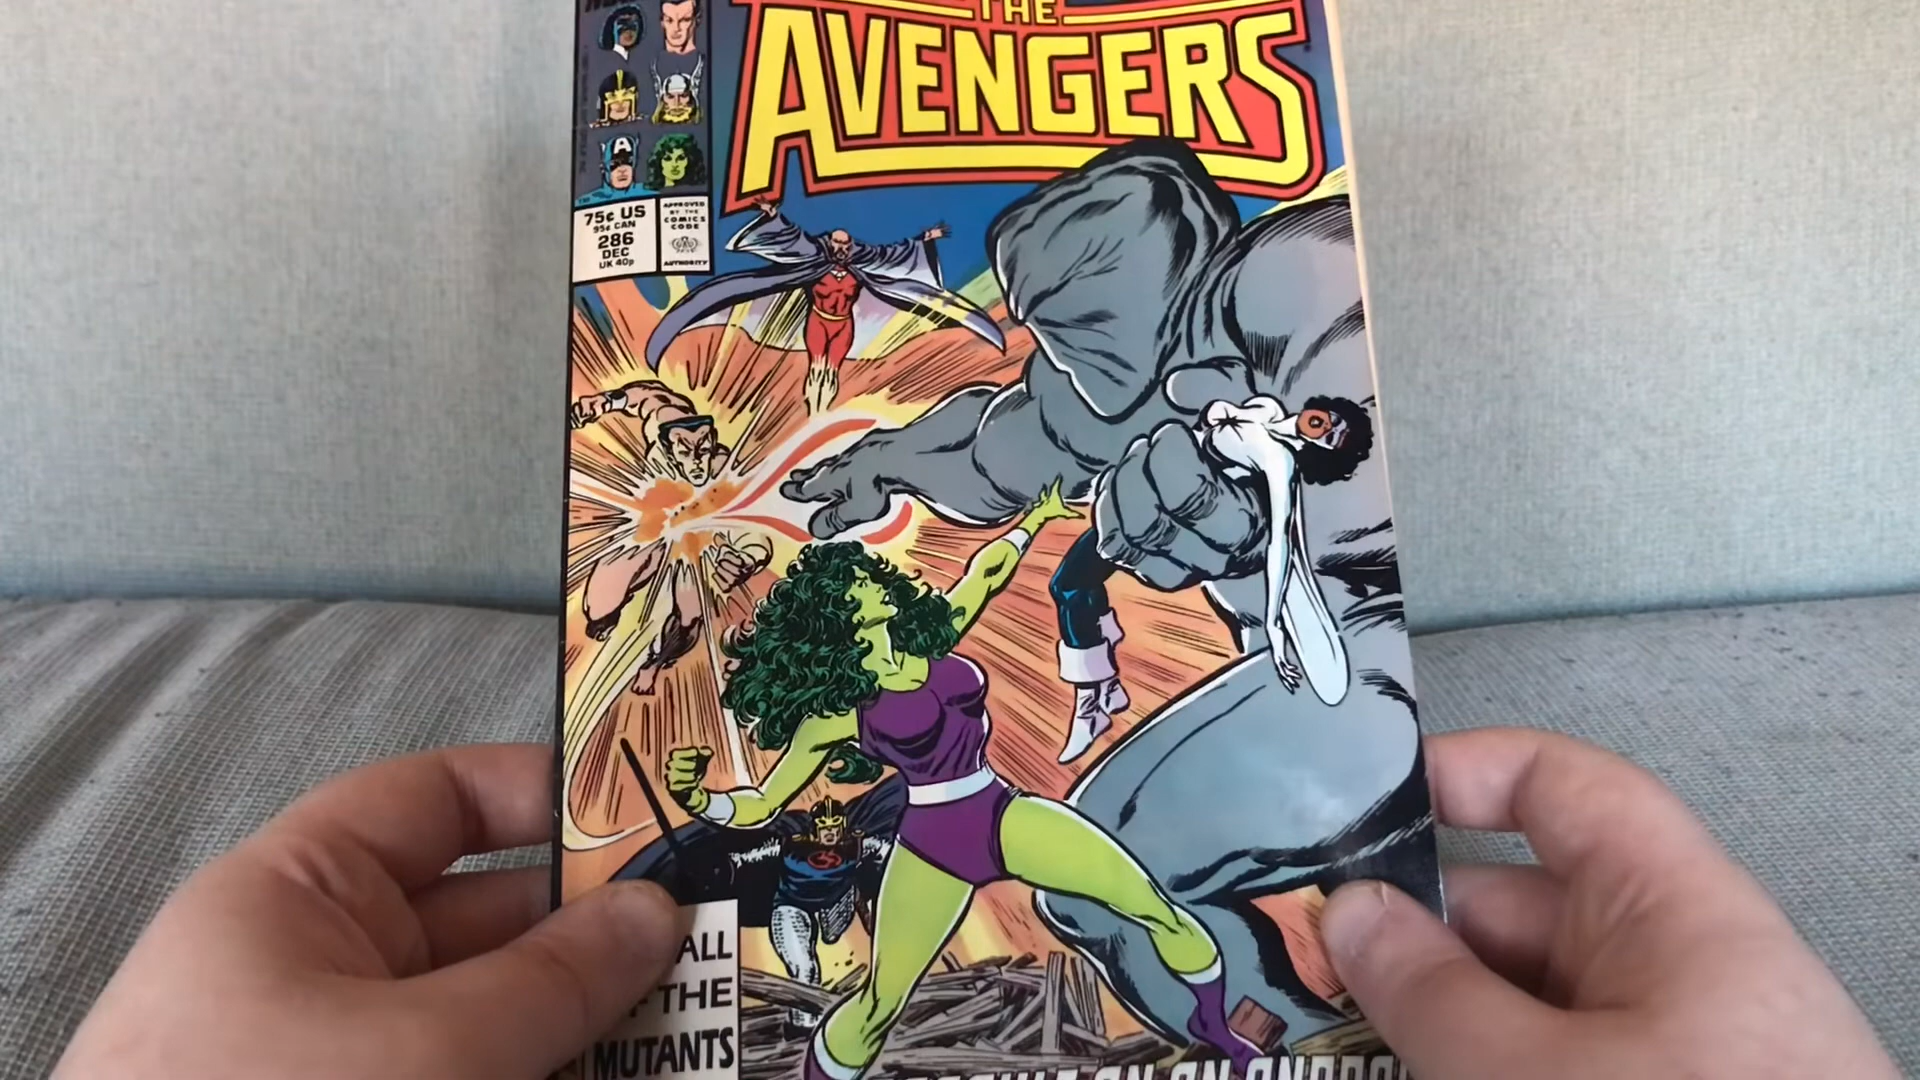 THE
AVENGERS
75¢ US
95¢ CAN
286
DEC
UK 40p
APPROVED
BY THE
COMICS
CODE
AUTHORITY
A
ALL
THE
MUTANTS